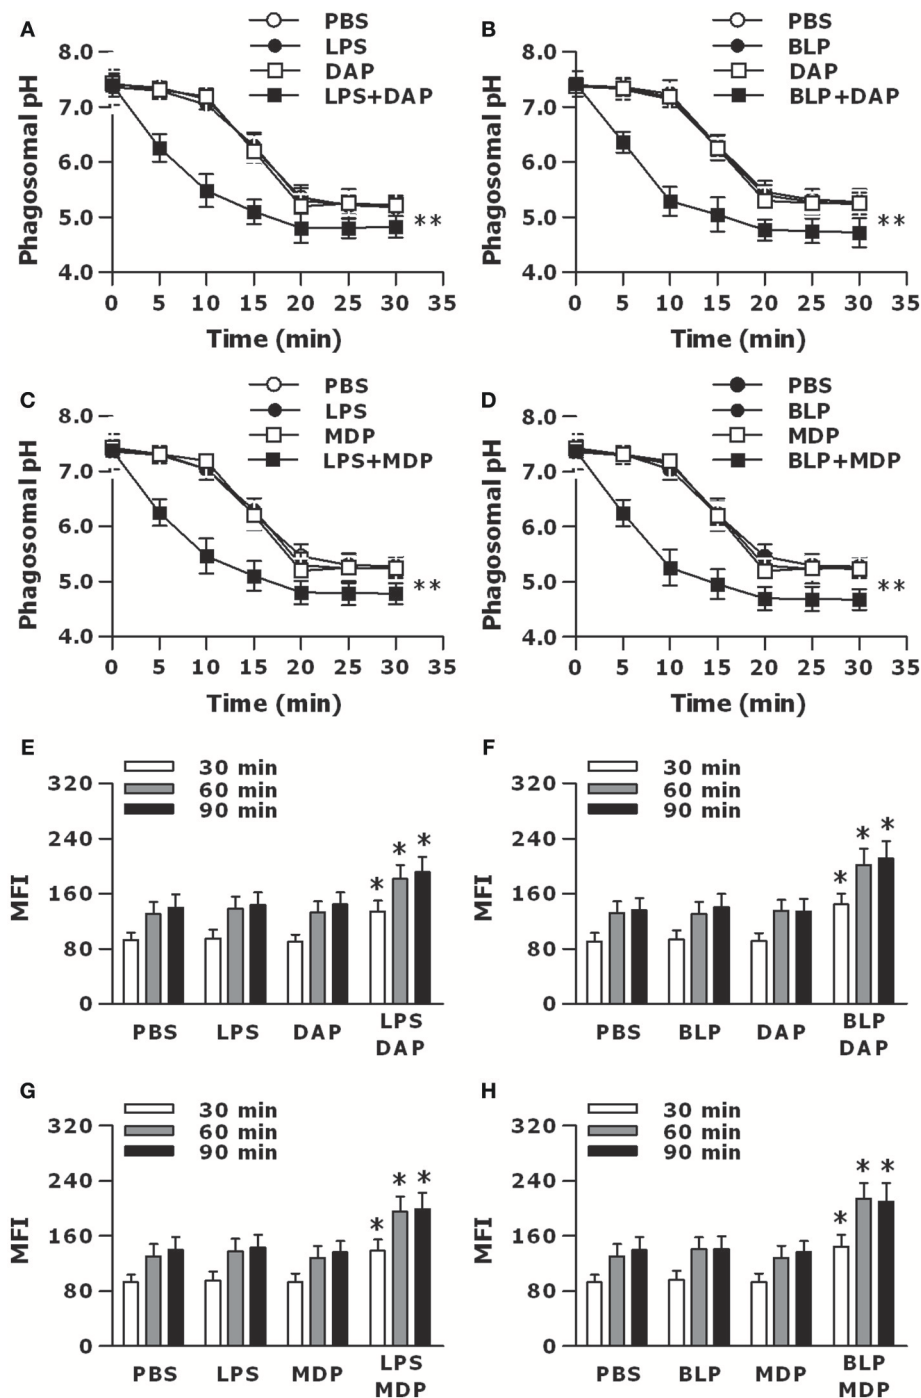 A
PBS
LPS
DAP
LPS+DAP
8.0
7.0
6.0
5.0
4.0
Phagosomal pH
**
0 5 10 15 20 25 30 35
Time (min)
B
PBS
BLP
DAP
BLP+DAP
8.0
7.0
6.0
5.0
4.0
Phagosomal pH
**
0 5 10 15 20 25 30 35
Time (min)
C
PBS
LPS
MDP
LPS+MDP
8.0
7.0
6.0
5.0
4.0
Phagosomal pH
**
0 5 10 15 20 25 30 35
Time (min)
D
PBS
BLP
MDP
BLP+MDP
8.0
7.0
6.0
5.0
4.0
Phagosomal pH
**
0 5 10 15 20 25 30 35
Time (min)
E
30 min
60 min
90 min
320
240
160
80
0
MFI
* * *
PBS LPS DAP LPS
DAP
F
30 min
60 min
90 min
320
240
160
80
0
MFI
* * *
PBS BLP DAP BLP
DAP
G
30 min
60 min
90 min
320
240
160
80
0
MFI
* * *
PBS LPS MDP LPS
MDP
H
30 min
60 min
90 min
320
240
160
80
0
MFI
* * *
PBS BLP MDP BLP
MDP